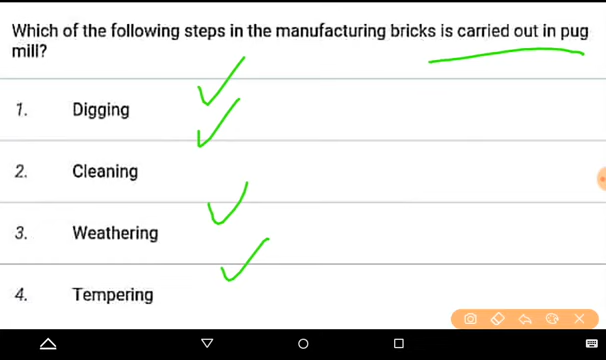 Which of the following steps in the manufacturing bricks is carried out in pug
mill?
1. Digging
2. Cleaning
3. Weathering
4. Tempering